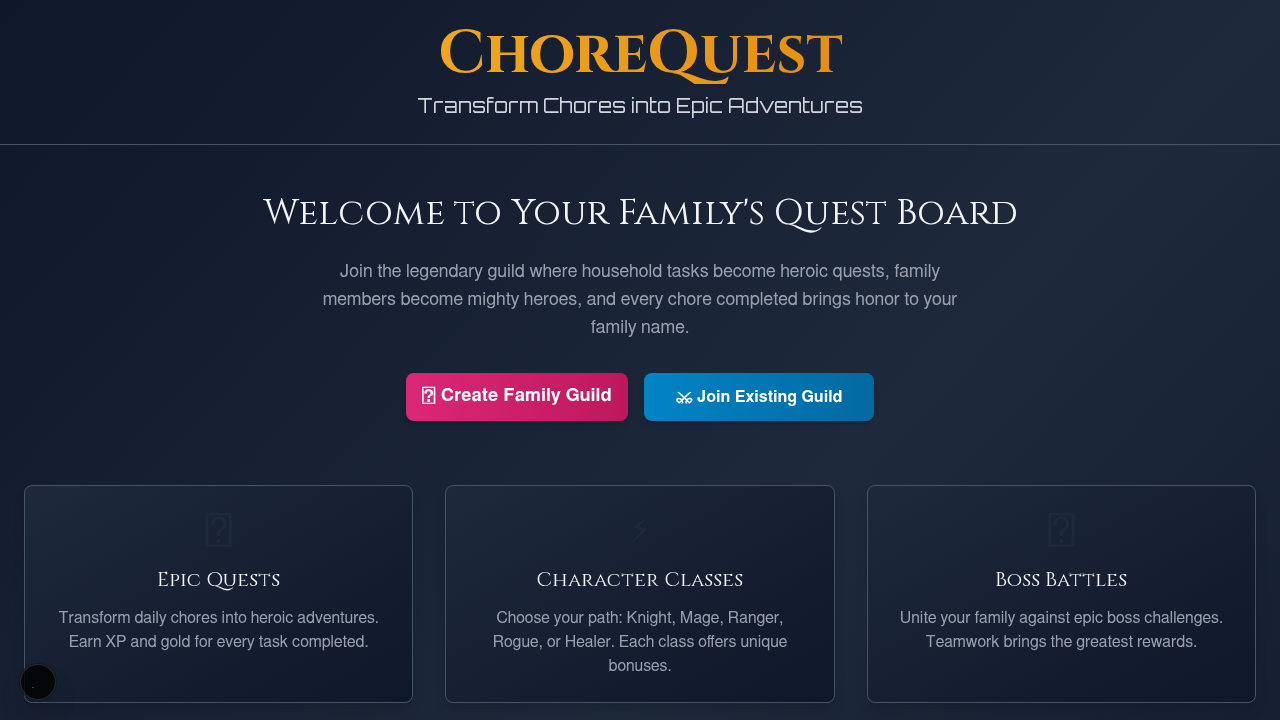 ChoreQuest
Transform Chores into Epic Adventures
Welcome to Your Family's Quest Board
Join the legendary guild where household tasks become heroic quests, family
members become mighty heroes, and every chore completed brings honor to your
family name.
Create Family Guild
⚔ Join Existing Guild
⚡
Epic Quests
Transform daily chores into heroic adventures.
Earn XP and gold for every task completed.
Character Classes
Choose your path: Knight, Mage, Ranger,
Rogue, or Healer. Each class offers unique
bonuses.
Boss Battles
Unite your family against epic boss challenges.
Teamwork brings the greatest rewards.